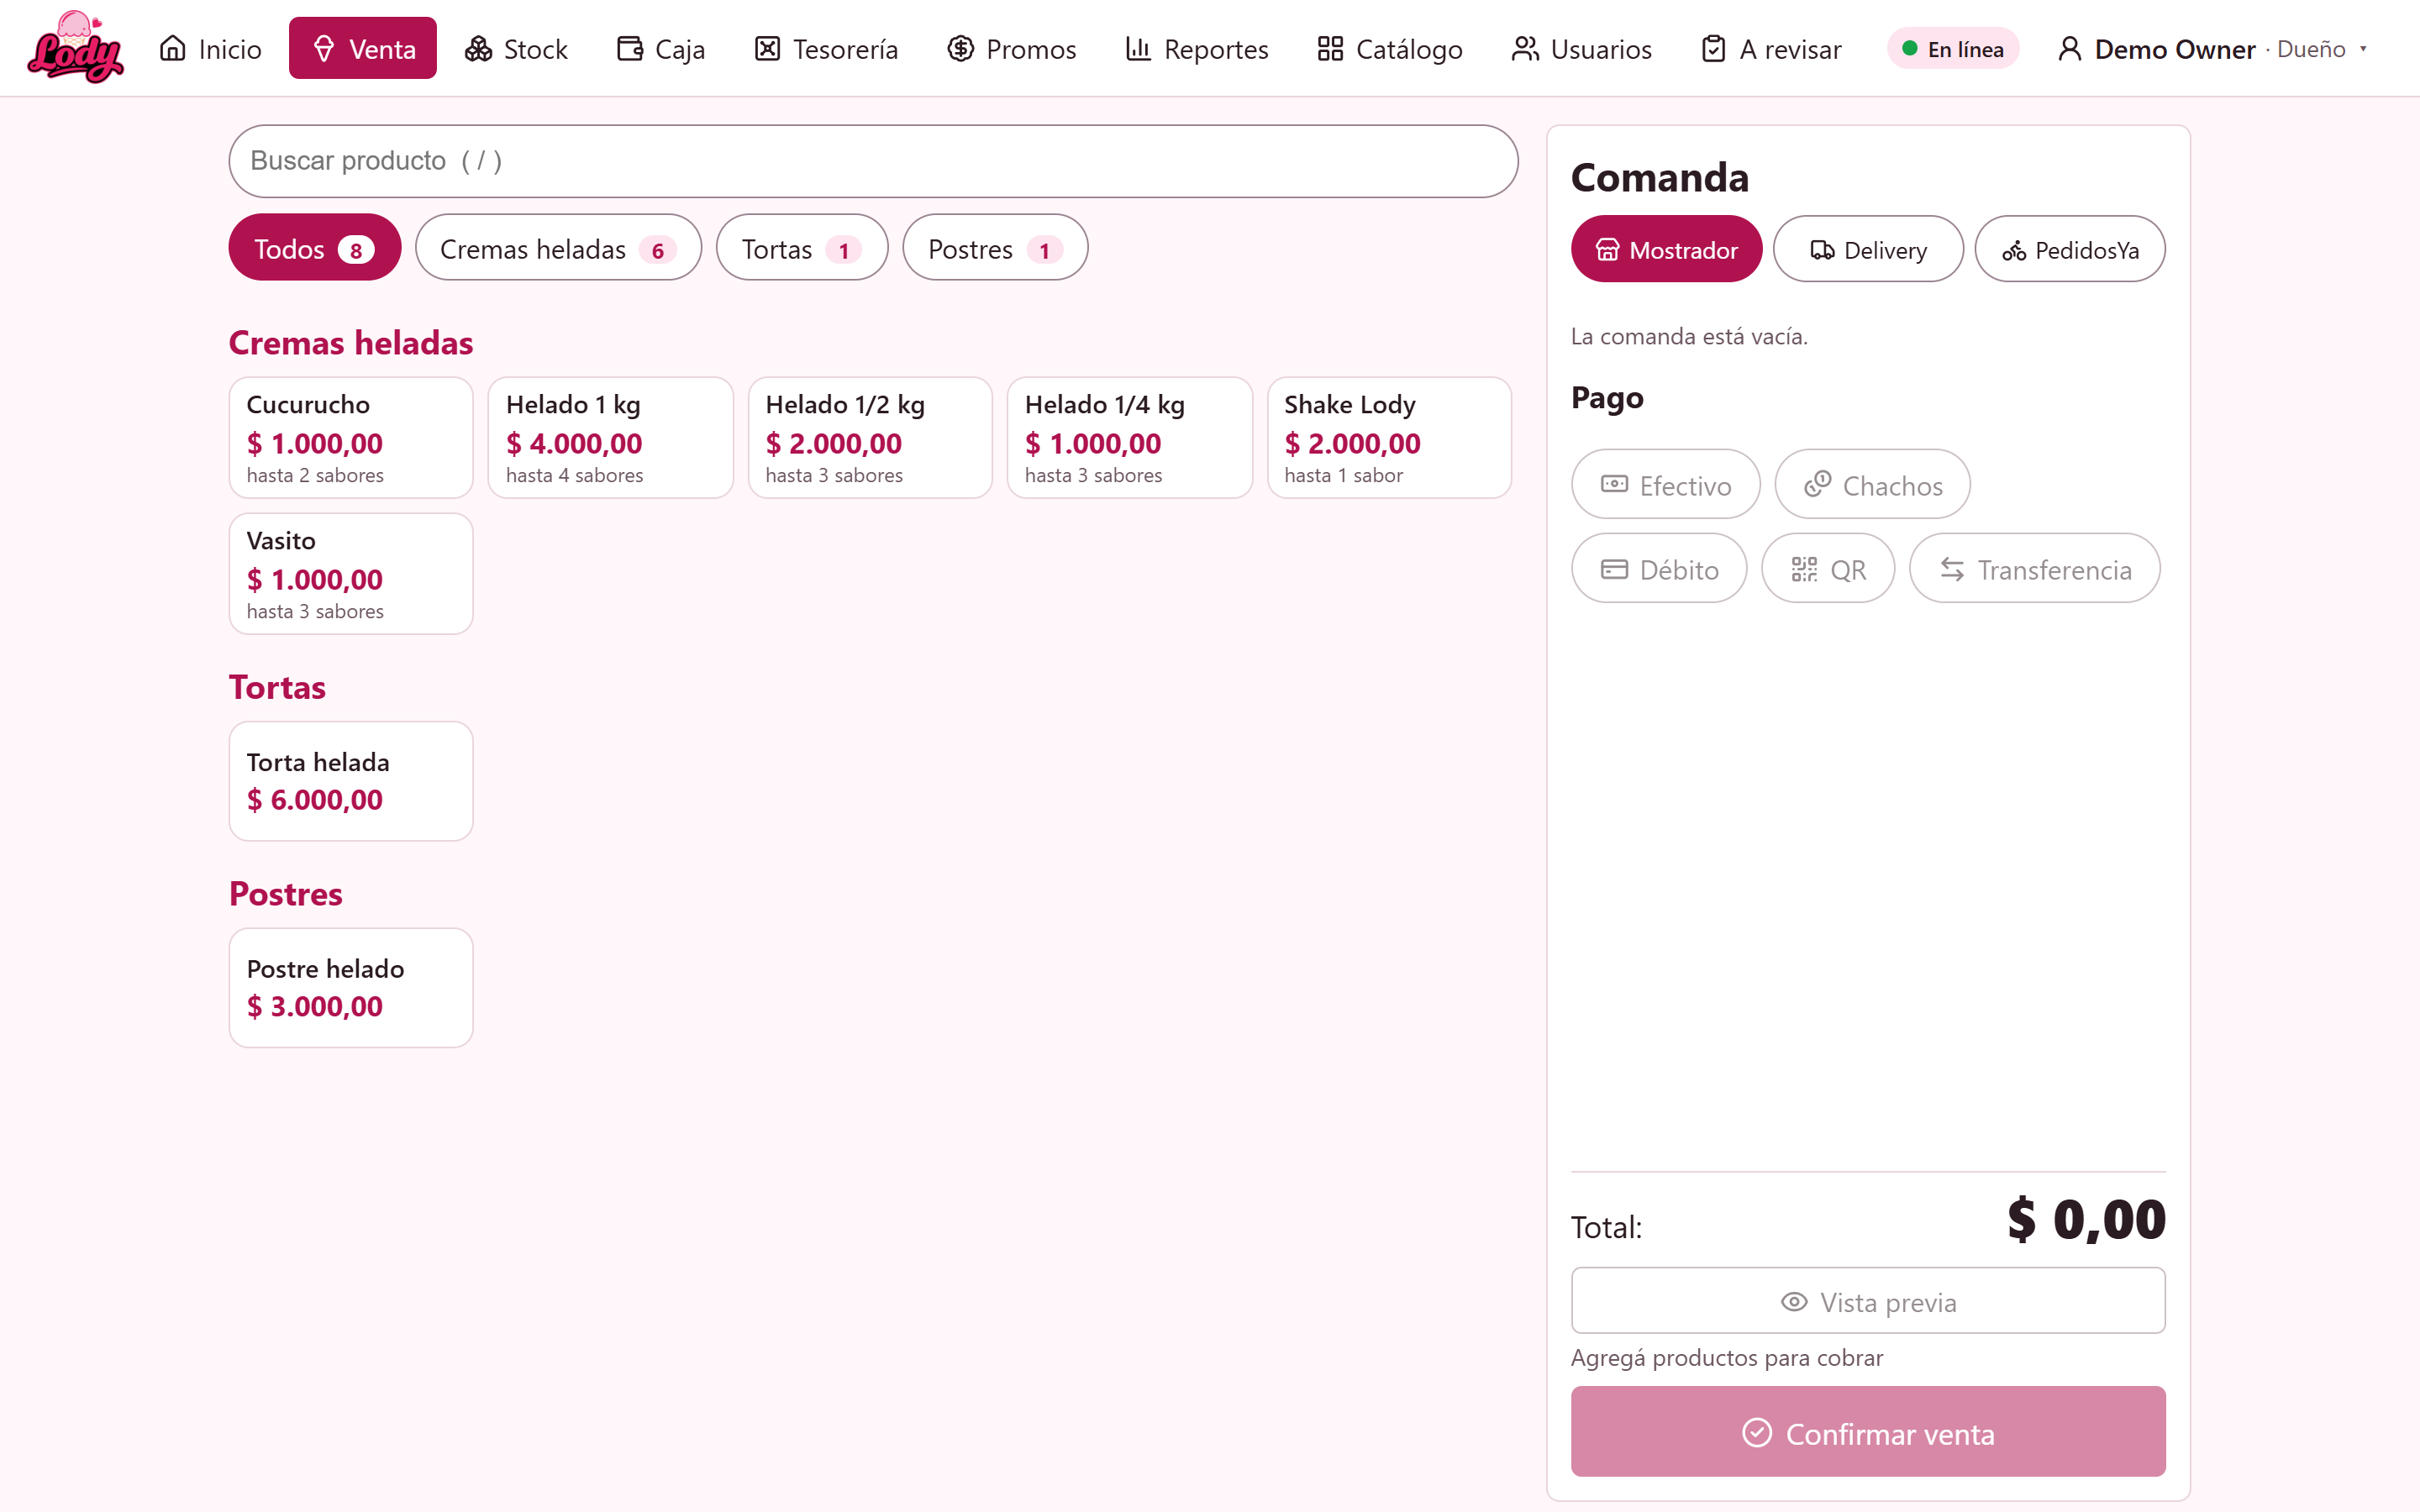 Lody
Inicio
Venta
Stock
Caja
Tesorería
Promos
Reportes
Catálogo
Usuarios
A revisar
En línea
Demo Owner · Dueño
Buscar producto ( / )
Todos 8
Cremas heladas 6
Tortas 1
Postres 1
Cremas heladas
Cucurucho
$ 1.000,00
hasta 2 sabores
Helado 1 kg
$ 4.000,00
hasta 4 sabores
Helado 1/2 kg
$ 2.000,00
hasta 3 sabores
Helado 1/4 kg
$ 1.000,00
hasta 3 sabores
Shake Lody
$ 2.000,00
hasta 1 sabor
Vasito
$ 1.000,00
hasta 3 sabores
Tortas
Torta helada
$ 6.000,00
Postres
Postre helado
$ 3.000,00
Comanda
Mostrador
Delivery
PedidosYa
La comanda está vacía.
Pago
Efectivo
Chachos
Débito
QR
Transferencia
Total:
$ 0,00
Vista previa
Agregá productos para cobrar
Confirmar venta